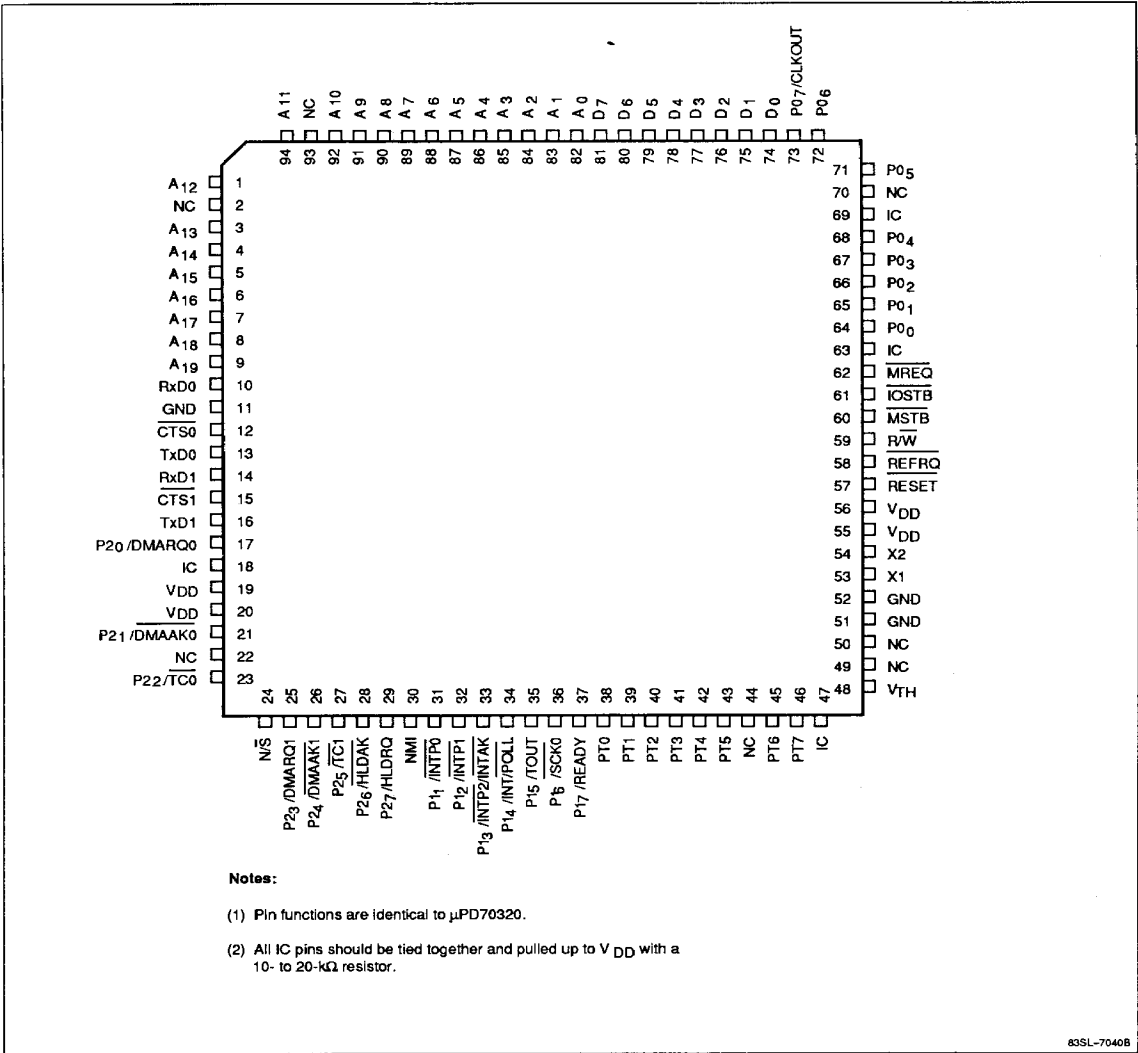 A11 NC A10 A9 A8 A7 A6 A5 A4 A3 A2 A1 A0 D7 D6 D5 D4 D3 D2 D1 D0 P07/CLKOUT P06
94 93 92 91 90 89 88 87 86 85 84 83 82 81 80 79 78 77 76 75 74 73 72
A12 1
NC 2
A13 3
A14 4
A15 5
A16 6
A17 7
A18 8
A19 9
RxD0 10
GND 11
CTS0 12
TxD0 13
RxD1 14
CTS1 15
TxD1 16
P20/DMARQ0 17
IC 18
VDD 19
VDD 20
P21/DMAAK0 21
NC 22
P22/TC0 23
71 P05
70 NC
69 IC
68 P04
67 P03
66 P02
65 P01
64 P00
63 IC
62 MREQ
61 IOSTB
60 MSTB
59 R/W
58 REFRQ
57 RESET
56 VDD
55 VDD
54 X2
53 X1
52 GND
51 GND
50 NC
49 NC
48 VTH
24 25 26 27 28 29 30 31 32 33 34 35 36 37 38 39 40 41 42 43 44 45 46 47
N/S P23/DMARQ1 P24/DMAAK1 P25/TC1 P26/HLDAK P27/HLDRQ NMI P11/INTP0 P12/INTP1 P13/INTP2/INTAK P14/INT/POLL P15/TOUT P16/SCK0 P17/READY PT0 PT1 PT2 PT3 PT4 PT5 NC PT6 PT7 IC
Notes:
(1) Pin functions are identical to µPD70320.
(2) All IC pins should be tied together and pulled up to V DD with a
10- to 20-kΩ resistor.
83SL-7040B